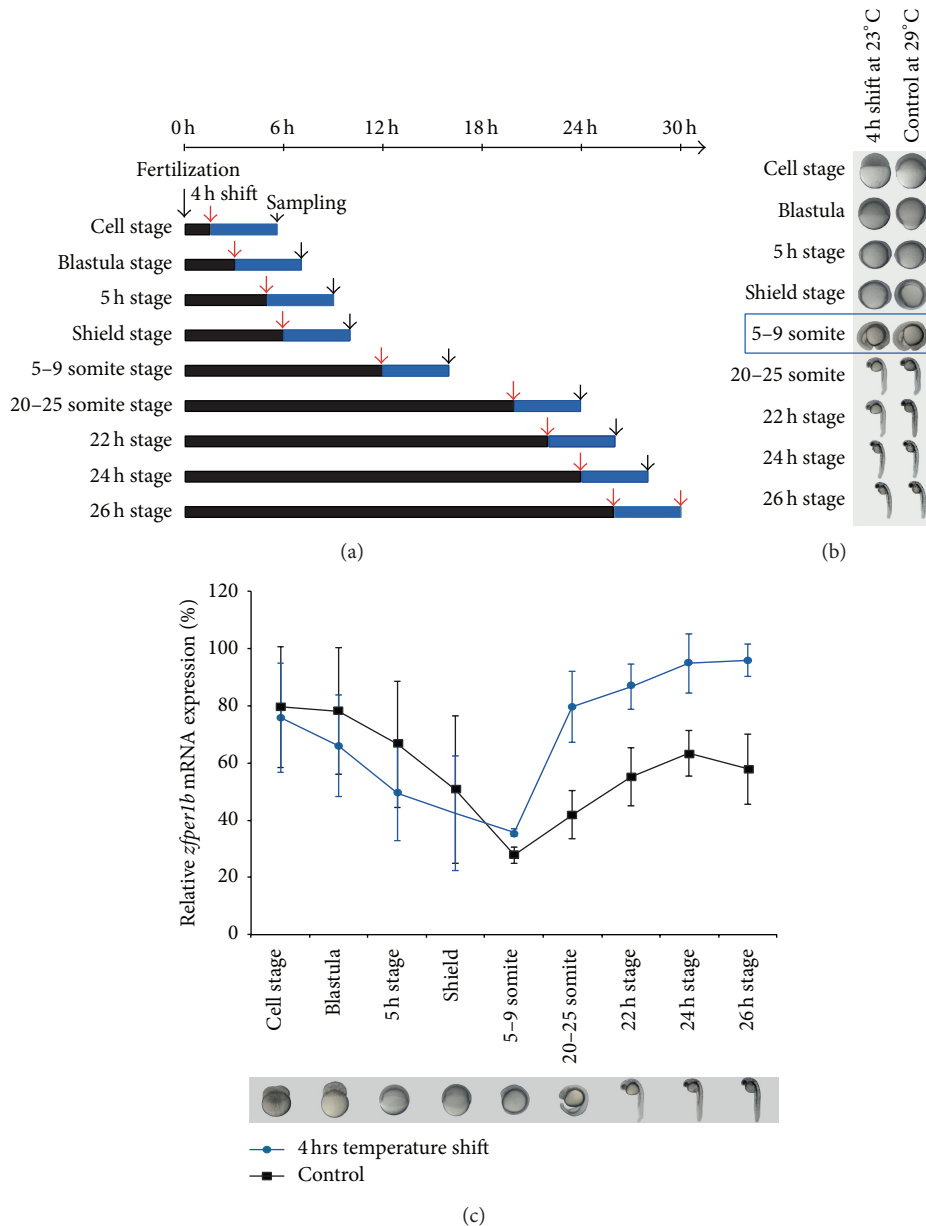 0 h 6 h 12 h 18 h 24 h 30 h
Fertilization
4 h shift
Sampling
Cell stage
Blastula stage
5 h stage
Shield stage
5–9 somite stage
20–25 somite stage
22 h stage
24 h stage
26 h stage
(a)
4 h shift at 23°C
Control at 29°C
Cell stage
Blastula
5 h stage
Shield stage
5–9 somite
20–25 somite
22 h stage
24 h stage
26 h stage
(b)
Relative zfper1b mRNA expression (%)
120
100
80
60
40
20
0
Cell stage
Blastula
5 h stage
Shield
5–9 somite
20–25 somite
22 h stage
24 h stage
26 h stage
4 hrs temperature shift
Control
(c)